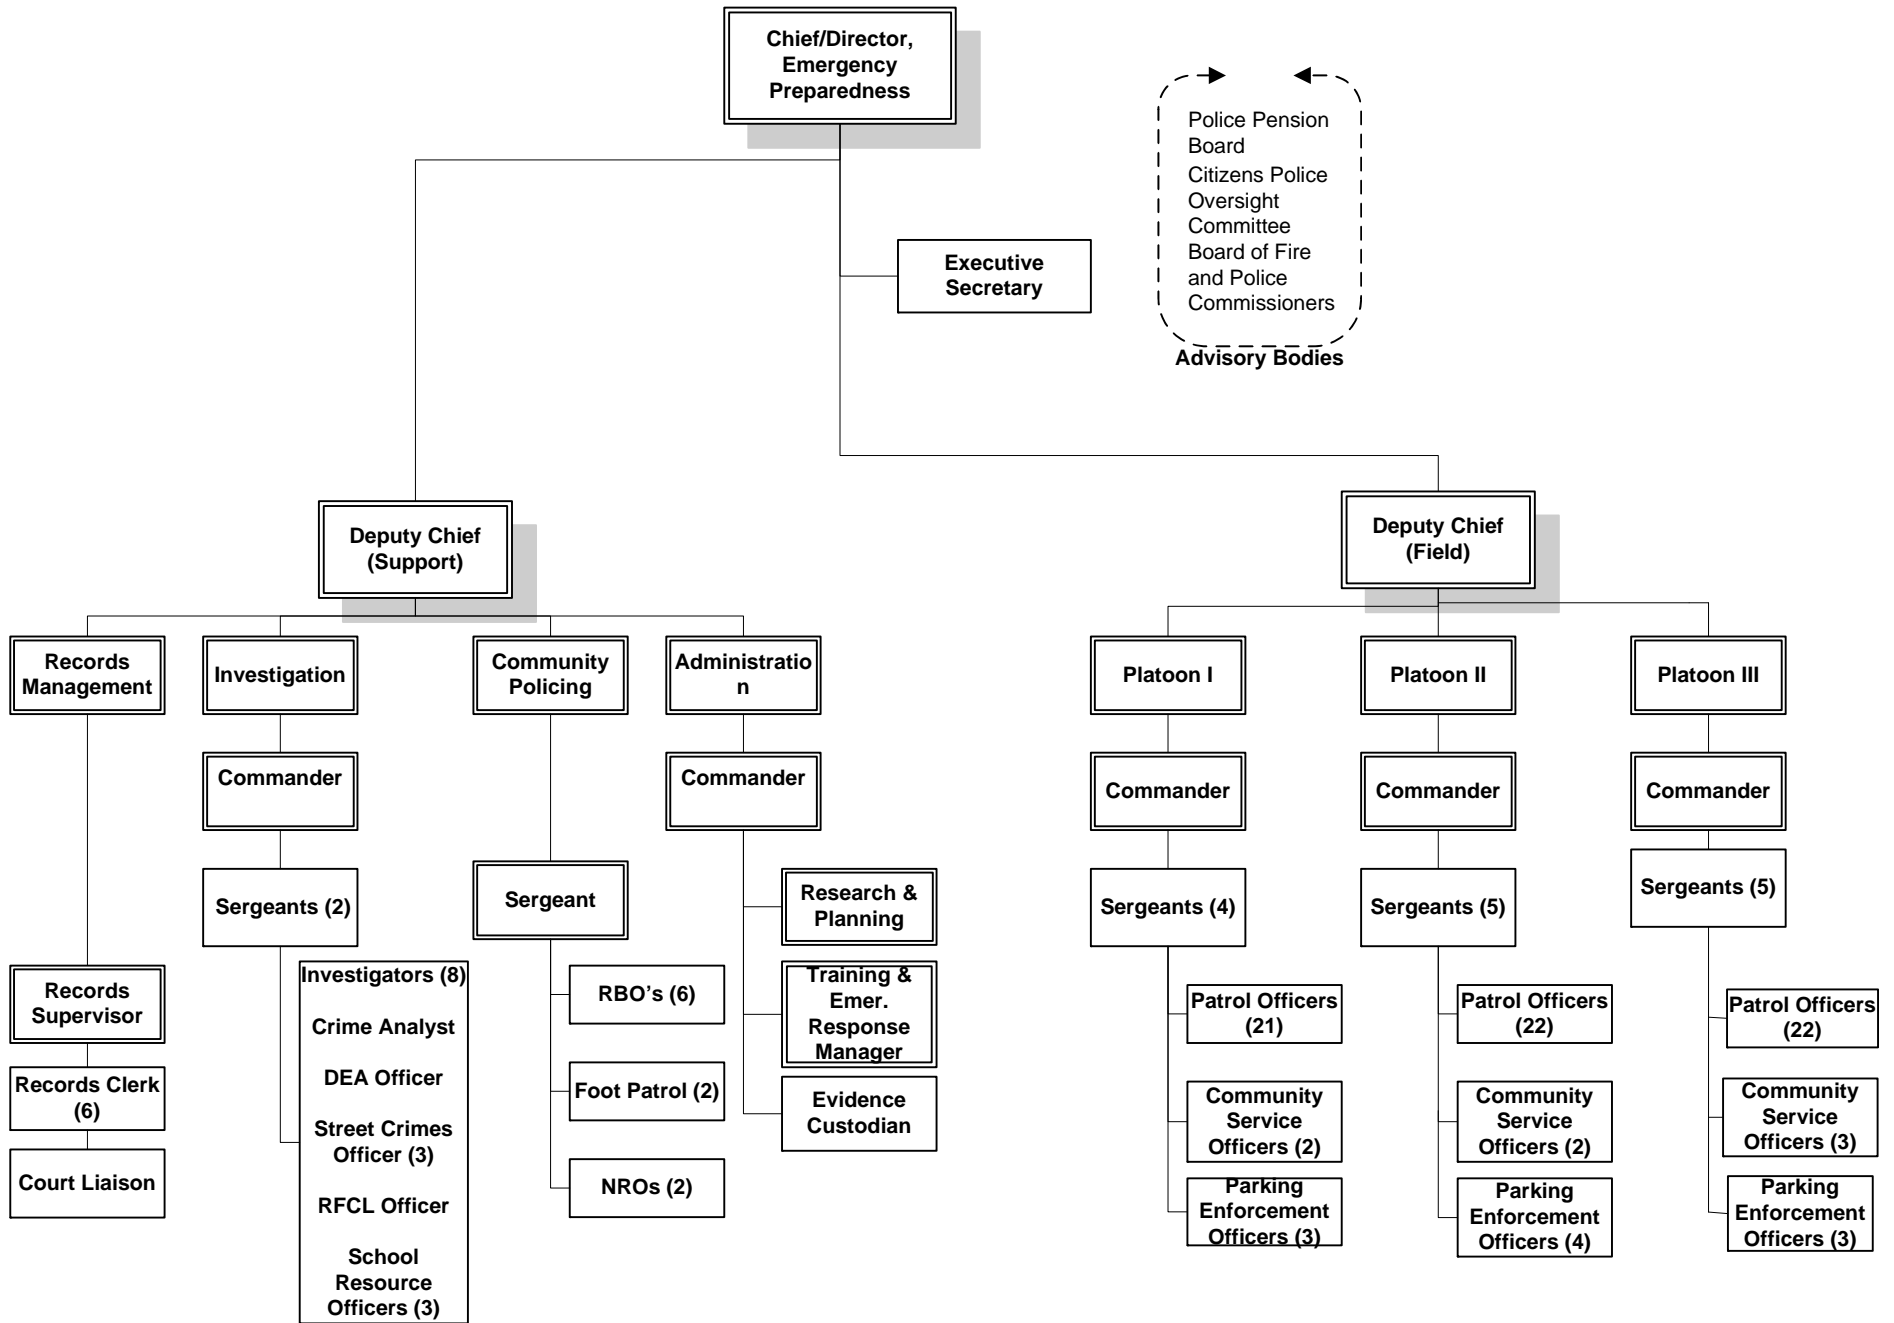 Chief/Director,
Emergency
Preparedness
Police Pension
Board
Citizens Police
Oversight
Committee
Board of Fire
and Police
Commissioners
Advisory Bodies
Executive
Secretary
Deputy Chief
(Support)
Deputy Chief
(Field)
Records
Management
Investigation
Community
Policing
Administratio
n
Platoon I
Platoon II
Platoon III
Commander
Commander
Commander
Commander
Commander
Sergeants (2)
Sergeant
Research &
Planning
Sergeants (4)
Sergeants (5)
Sergeants (5)
Records
Supervisor
Investigators (8)
Crime Analyst
DEA Officer
Street Crimes
Officer (3)
RFCL Officer
School
Resource
Officers (3)
RBO's (6)
Training &
Emer.
Response
Manager
Patrol Officers
(21)
Patrol Officers
(22)
Patrol Officers
(22)
Records Clerk
(6)
Foot Patrol (2)
Evidence
Custodian
Community
Service
Officers (2)
Community
Service
Officers (2)
Community
Service
Officers (3)
Court Liaison
NROs (2)
Parking
Enforcement
Officers (3)
Parking
Enforcement
Officers (4)
Parking
Enforcement
Officers (3)